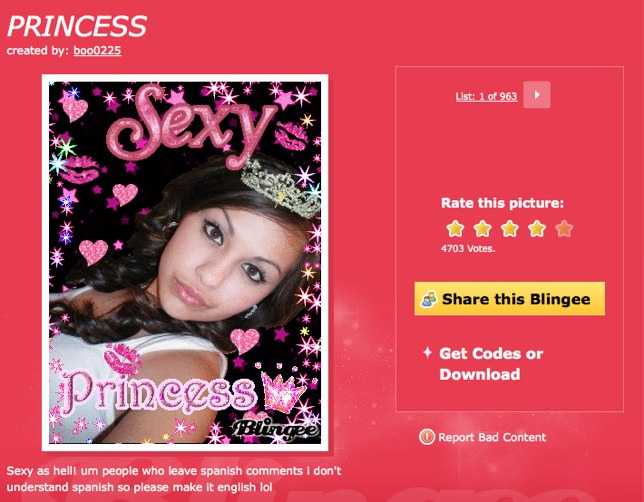 PRINCESS
created by: boo0225
Sexy
Princess
Blingee
List: 1 of 963
Rate this picture:
4703 Votes.
Share this Blingee
Get Codes or
Download
Report Bad Content
Sexy as hell! um people who leave spanish comments i don't
understand spanish so please make it english lol